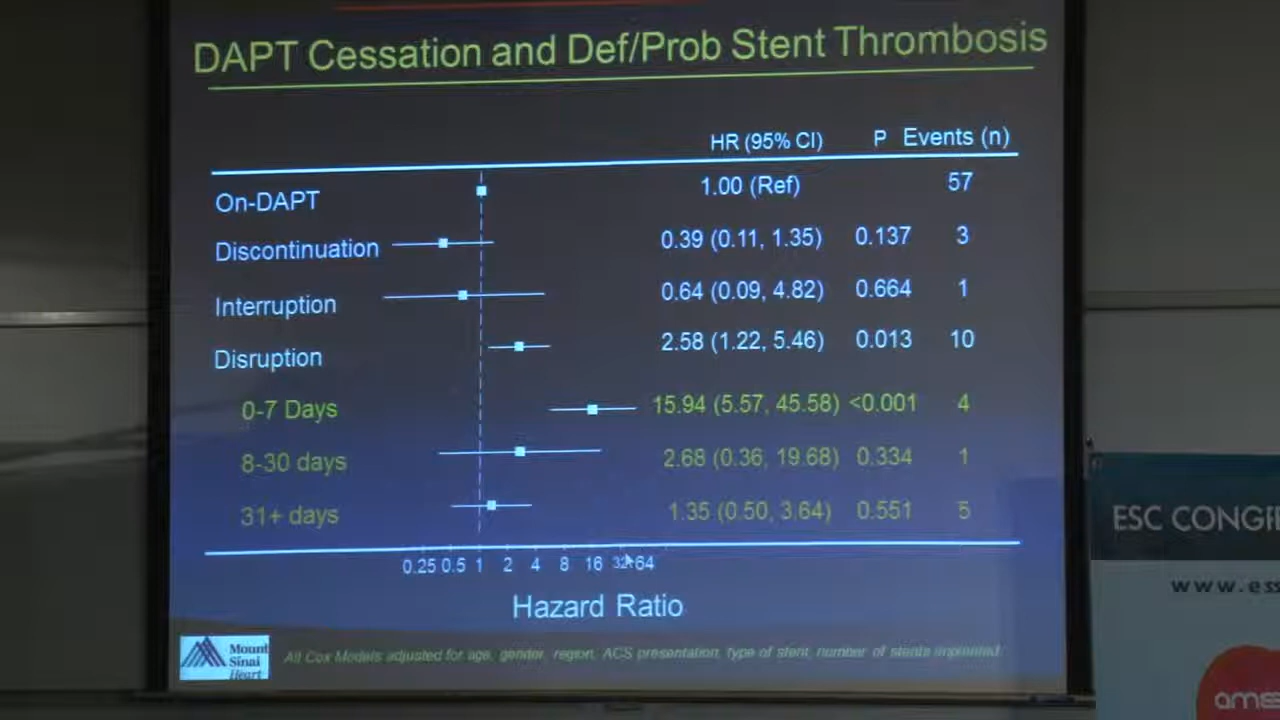 DAPT Cessation and Def/Prob Stent Thrombosis
HR (95% CI) P Events (n)
On-DAPT 1.00 (Ref) 57
Discontinuation 0.39 (0.11, 1.35) 0.137 3
Interruption 0.64 (0.09, 4.82) 0.664 1
Disruption 2.58 (1.22, 5.46) 0.013 10
0-7 Days 15.94 (5.57, 45.58) <0.001 4
8-30 days 2.68 (0.36, 19.68) 0.334 1
31+ days 1.35 (0.50, 3.64) 0.551 5
0.25 0.5 1 2 4 8 16 32 64
Hazard Ratio
Mount
Sinai
Heart
All Cox Models adjusted for age, gender, region, ACS presentation, type of stent, number of stents implanted
ESC CONGR
www.es
ame